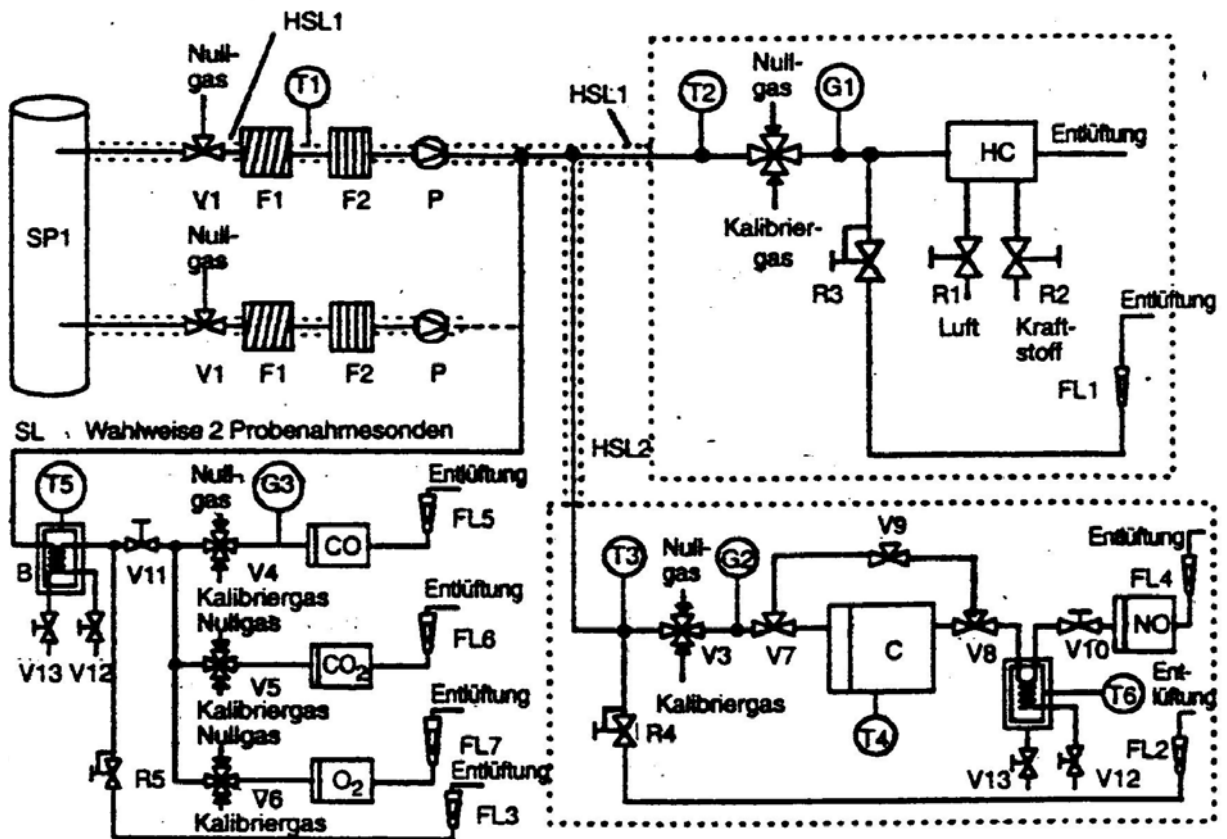 HSL1
Null-
gas
T1
V1
F1
F2
P
SP1
Null-
gas
V1
F1
F2
P
SL
Wahlweise 2 Probenahmesonden
HSL1
T2
Null-
gas
G1
HC
Entlüftung
Kalibrier-
gas
R3
R1
R2
Luft
Kraft-
stoff
Entlüftung
FL1
HSL2
T5
B
V13
V12
V11
Null-
gas
G3
V4
CO
Entlüftung
FL5
Kalibriergas
Nullgas
V5
CO2
Entlüftung
FL6
Kalibriergas
Nullgas
V6
O2
Entlüftung
FL7
Kalibriergas
R5
Entlüftung
FL3
T3
Null-
gas
G2
V9
V3
V7
C
V8
V10
NO
Entlüftung
FL4
Kalibriergas
R4
T4
T6
V13
V12
Ent-
lüftung
FL2